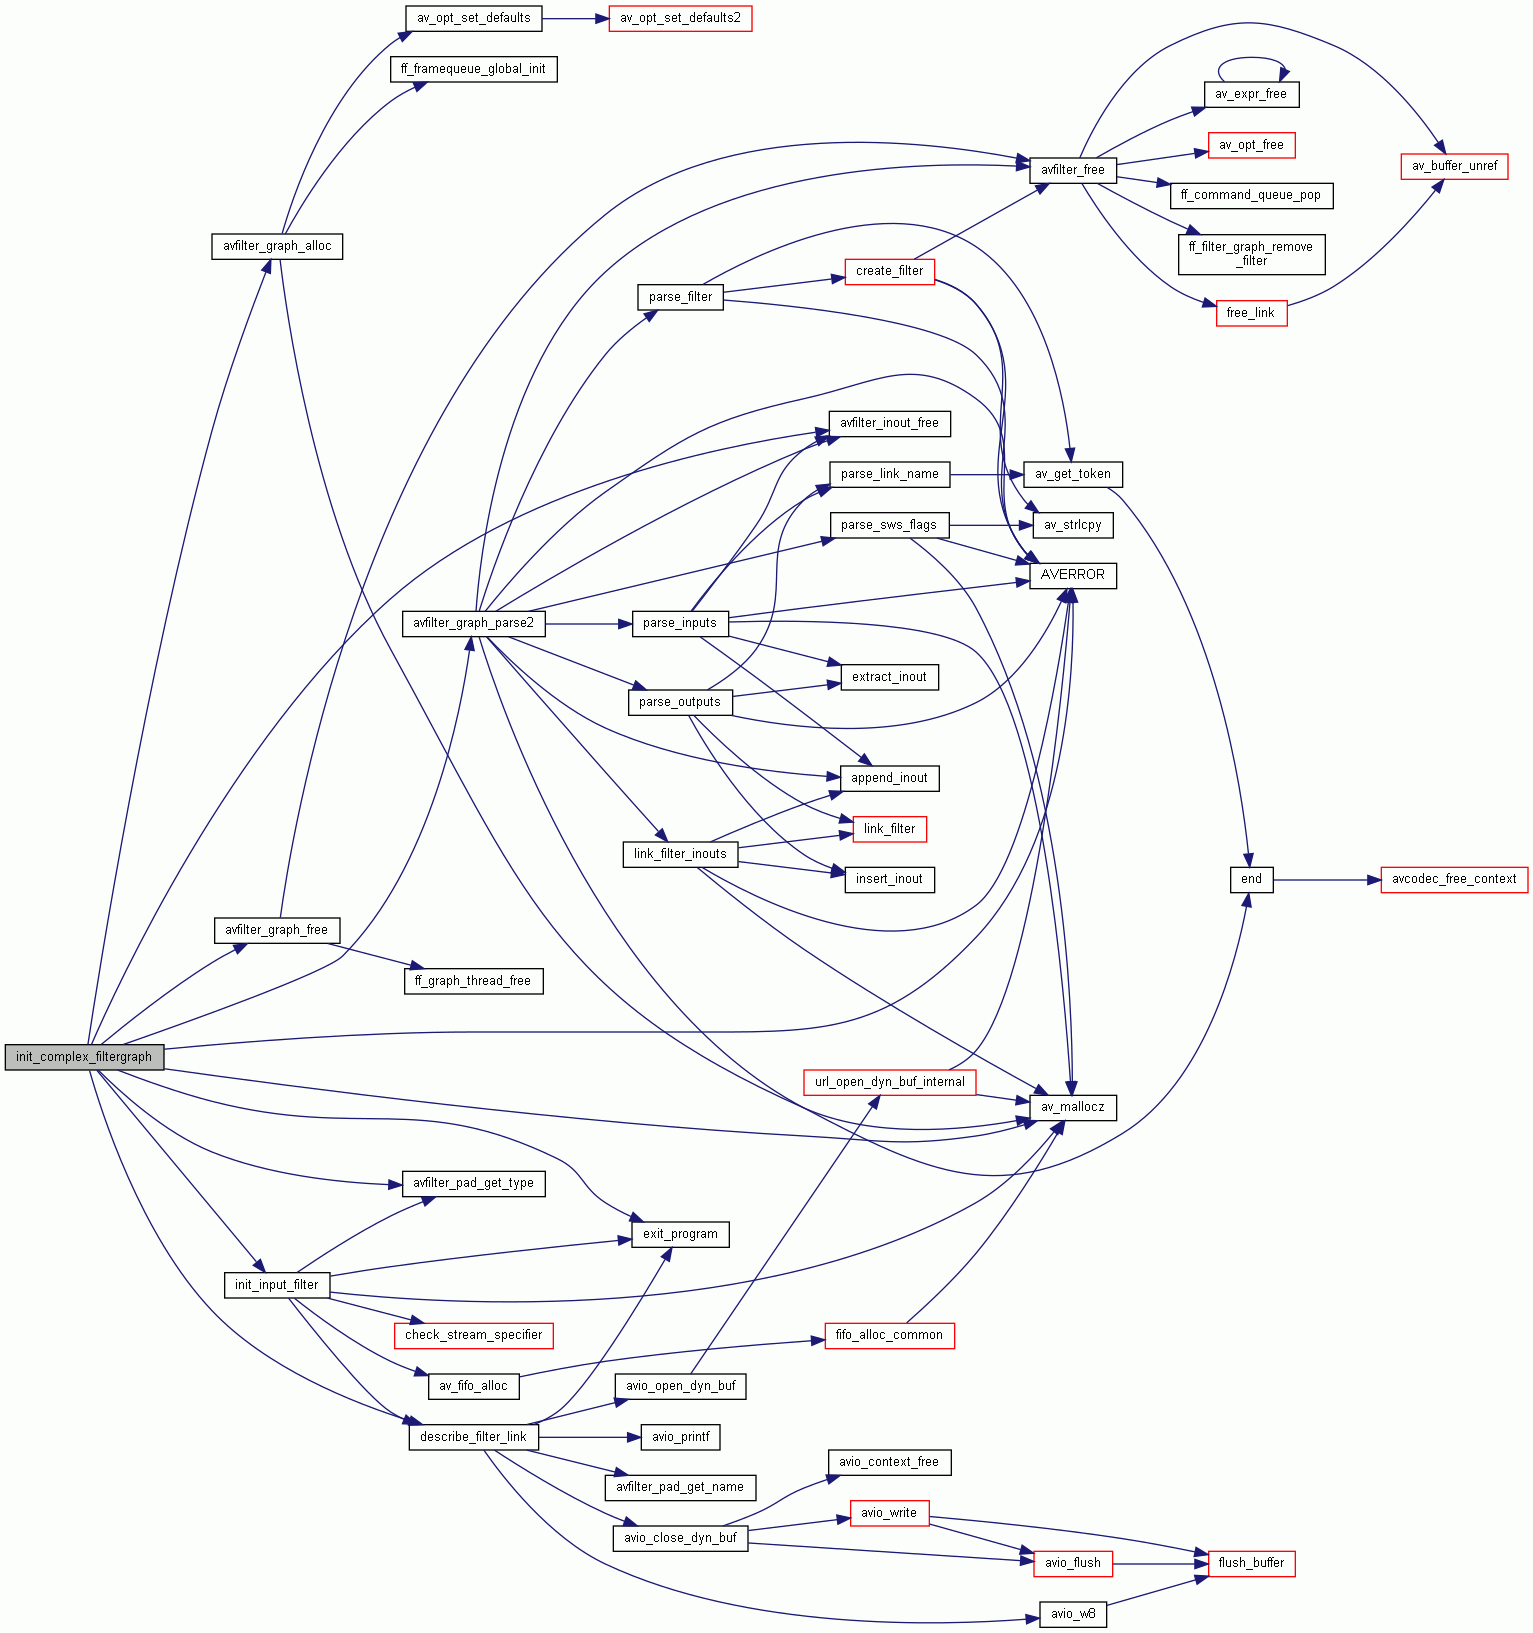 av_opt_set_defaults
av_opt_set_defaults2
ff_framequeue_global_init
av_expr_free
av_opt_free
avfilter_free
av_buffer_unref
ff_command_queue_pop
avfilter_graph_alloc
ff_filter_graph_remove
_filter
create_filter
parse_filter
free_link
avfilter_inout_free
parse_link_name
av_get_token
parse_sws_flags
av_strlcpy
AVERROR
avfilter_graph_parse2
parse_inputs
extract_inout
parse_outputs
append_inout
link_filter
link_filter_inouts
insert_inout
end
avcodec_free_context
avfilter_graph_free
ff_graph_thread_free
init_complex_filtergraph
url_open_dyn_buf_internal
av_mallocz
avfilter_pad_get_type
exit_program
init_input_filter
check_stream_specifier
fifo_alloc_common
av_fifo_alloc
avio_open_dyn_buf
describe_filter_link
avio_printf
avio_context_free
avfilter_pad_get_name
avio_write
avio_close_dyn_buf
avio_flush
flush_buffer
avio_w8